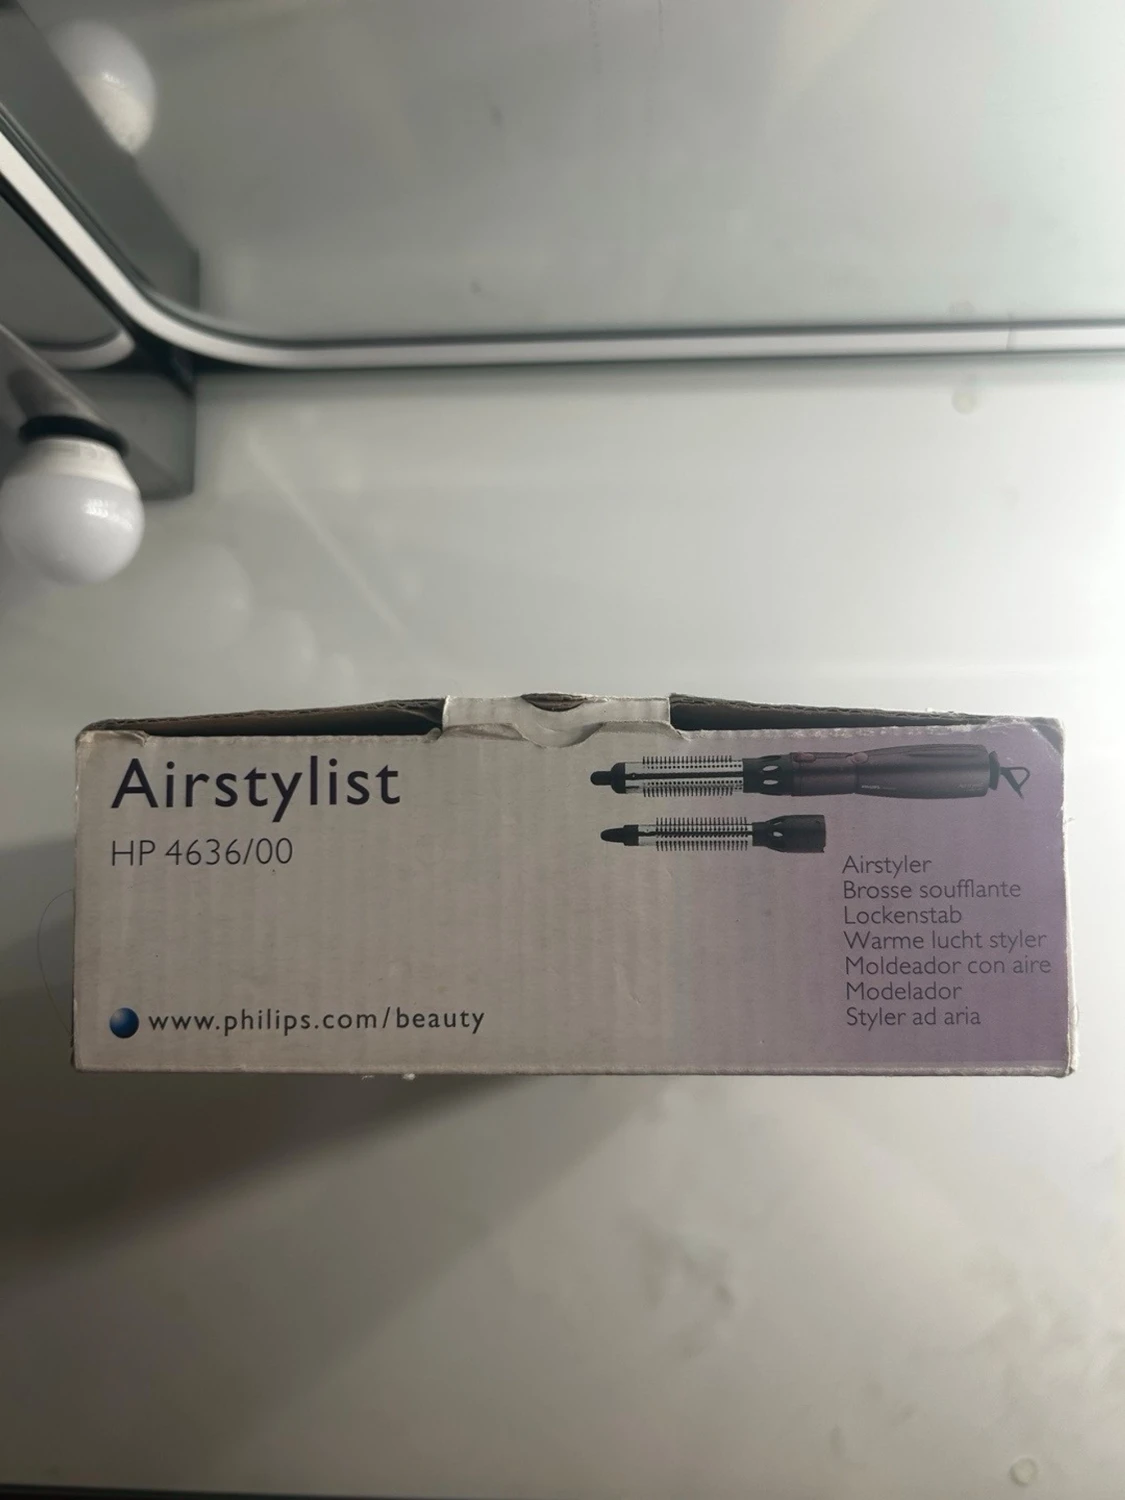 Airstylist
HP 4636/00
Airstyler
Brosse soufflante
Lockenstab
Warme lucht styler
Moldeador con aire
Modelador
Styler ad aria
www.philips.com/beauty